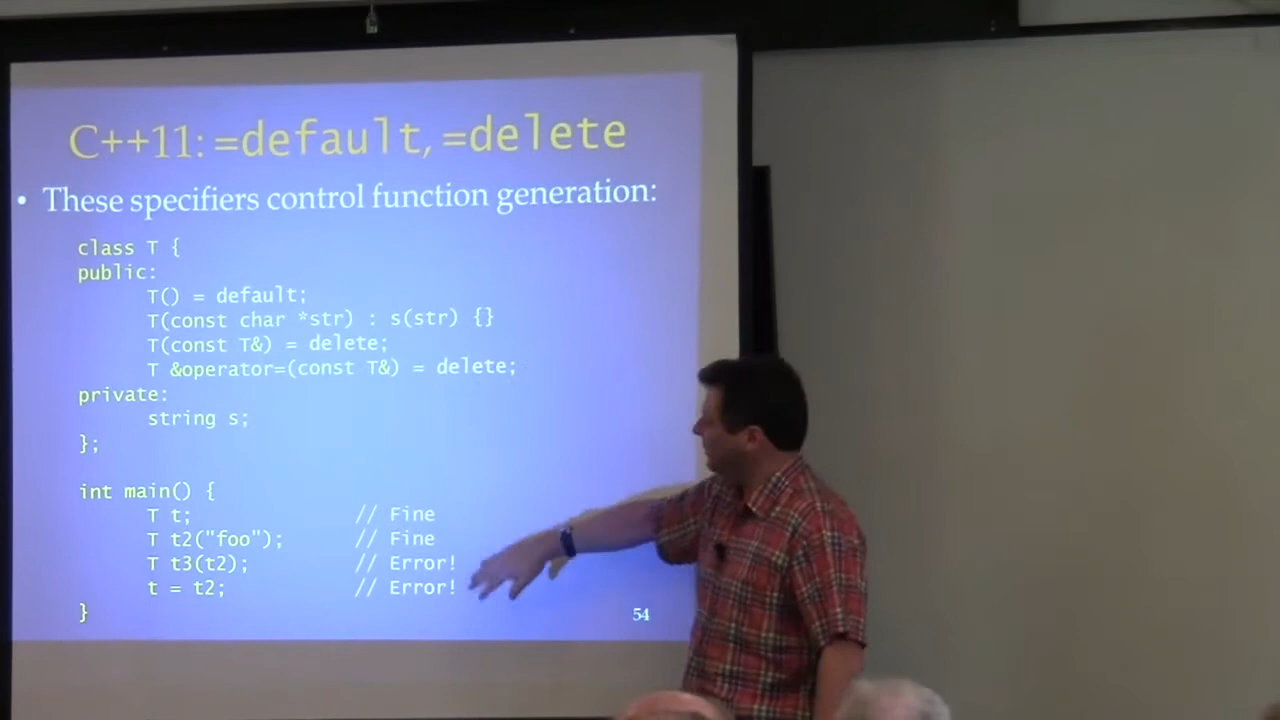 C++11: =default, =delete
• These specifiers control function generation:
class T {
public:
T() = default;
T(const char *str) : s(str) {}
T(const T&) = delete;
T &operator=(const T&) = delete;
private:
string s;
};
int main() {
T t; // Fine
T t2("foo"); // Fine
T t3(t2); // Error!
t = t2; // Error!
}
54